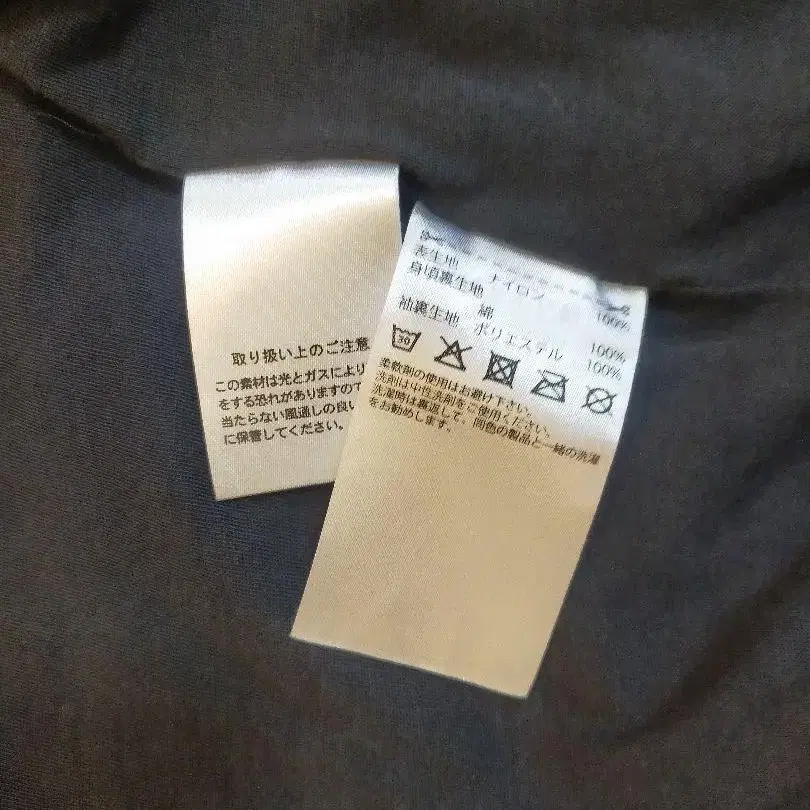 取り扱い上のご注意
この素材は光とガスにより
をする恐れがありますので
当たらない風通しの良い
に保管してください。
表生地 ナイロン 100%
身頃裏生地
綿 100%
袖裏生地 ポリエステル 100%
30
柔軟剤の使用はお避け下さい。
洗剤は中性洗剤をご使用ください。
洗濯時は裏返して、同色の製品と一緒の洗濯
をお勧めします。